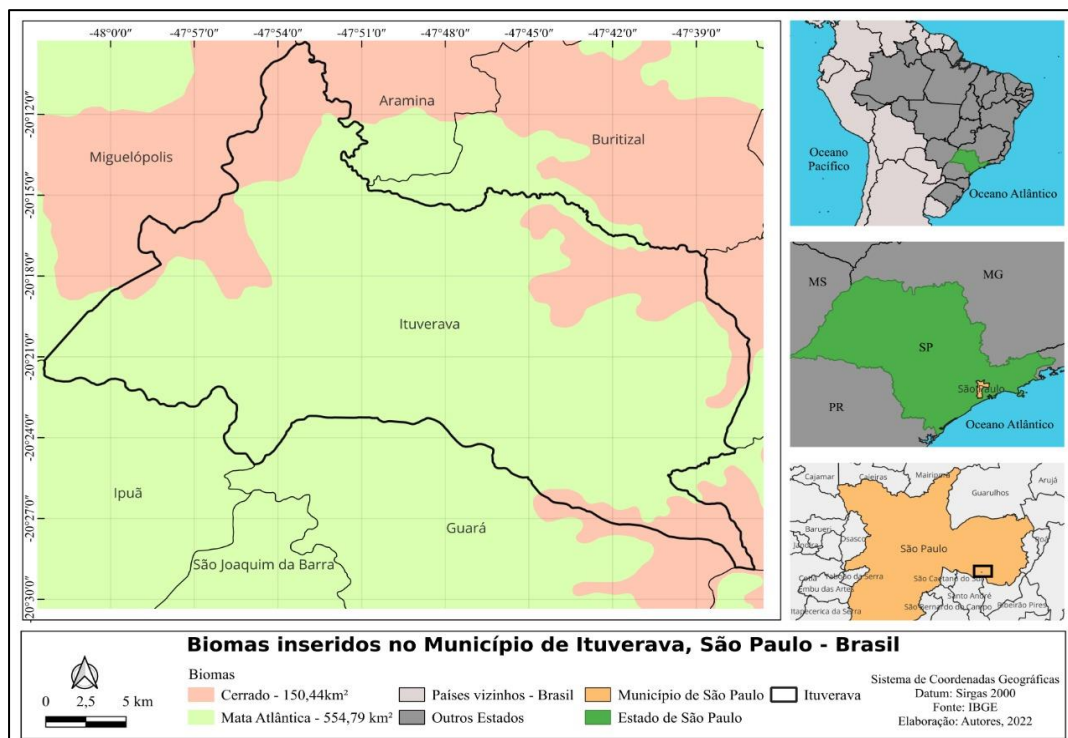 -48°0'0" -47°57'0" -47°54'0" -47°51'0" -47°48'0" -47°45'0" -47°42'0" -47°39'0"
-20°12'0"
-20°15'0"
-20°18'0"
-20°21'0"
-20°24'0"
-20°27'0"
-20°30'0"
Aramina
Miguelópolis
Buritizal
Ituverava
Ipuã
Guará
São Joaquim da Barra
Oceano
Pacífico
Oceano Atlântico
MS
MG
SP
São Paulo
PR
Oceano Atlântico
Cajamar
Caieiras
Mairiporã
Arujá
Guarulhos
Barueri
Jandira
Osasco
São Paulo
Poá
Cotia
Taboão da Serra
São Caetano do Sul
Embu das Artes
Santo André
Itapecerica da Serra
São Bernardo do Campo
Ribeirão Pires
Biomas inseridos no Município de Ituverava, São Paulo - Brasil
Biomas
Cerrado - 150,44km²
Mata Atlântica - 554,79 km²
Países vizinhos - Brasil
Outros Estados
Município de São Paulo
Estado de São Paulo
Ituverava
0 2,5 5 km
Sistema de Coordenadas Geográficas
Datum: Sirgas 2000
Fonte: IBGE
Elaboração: Autores, 2022